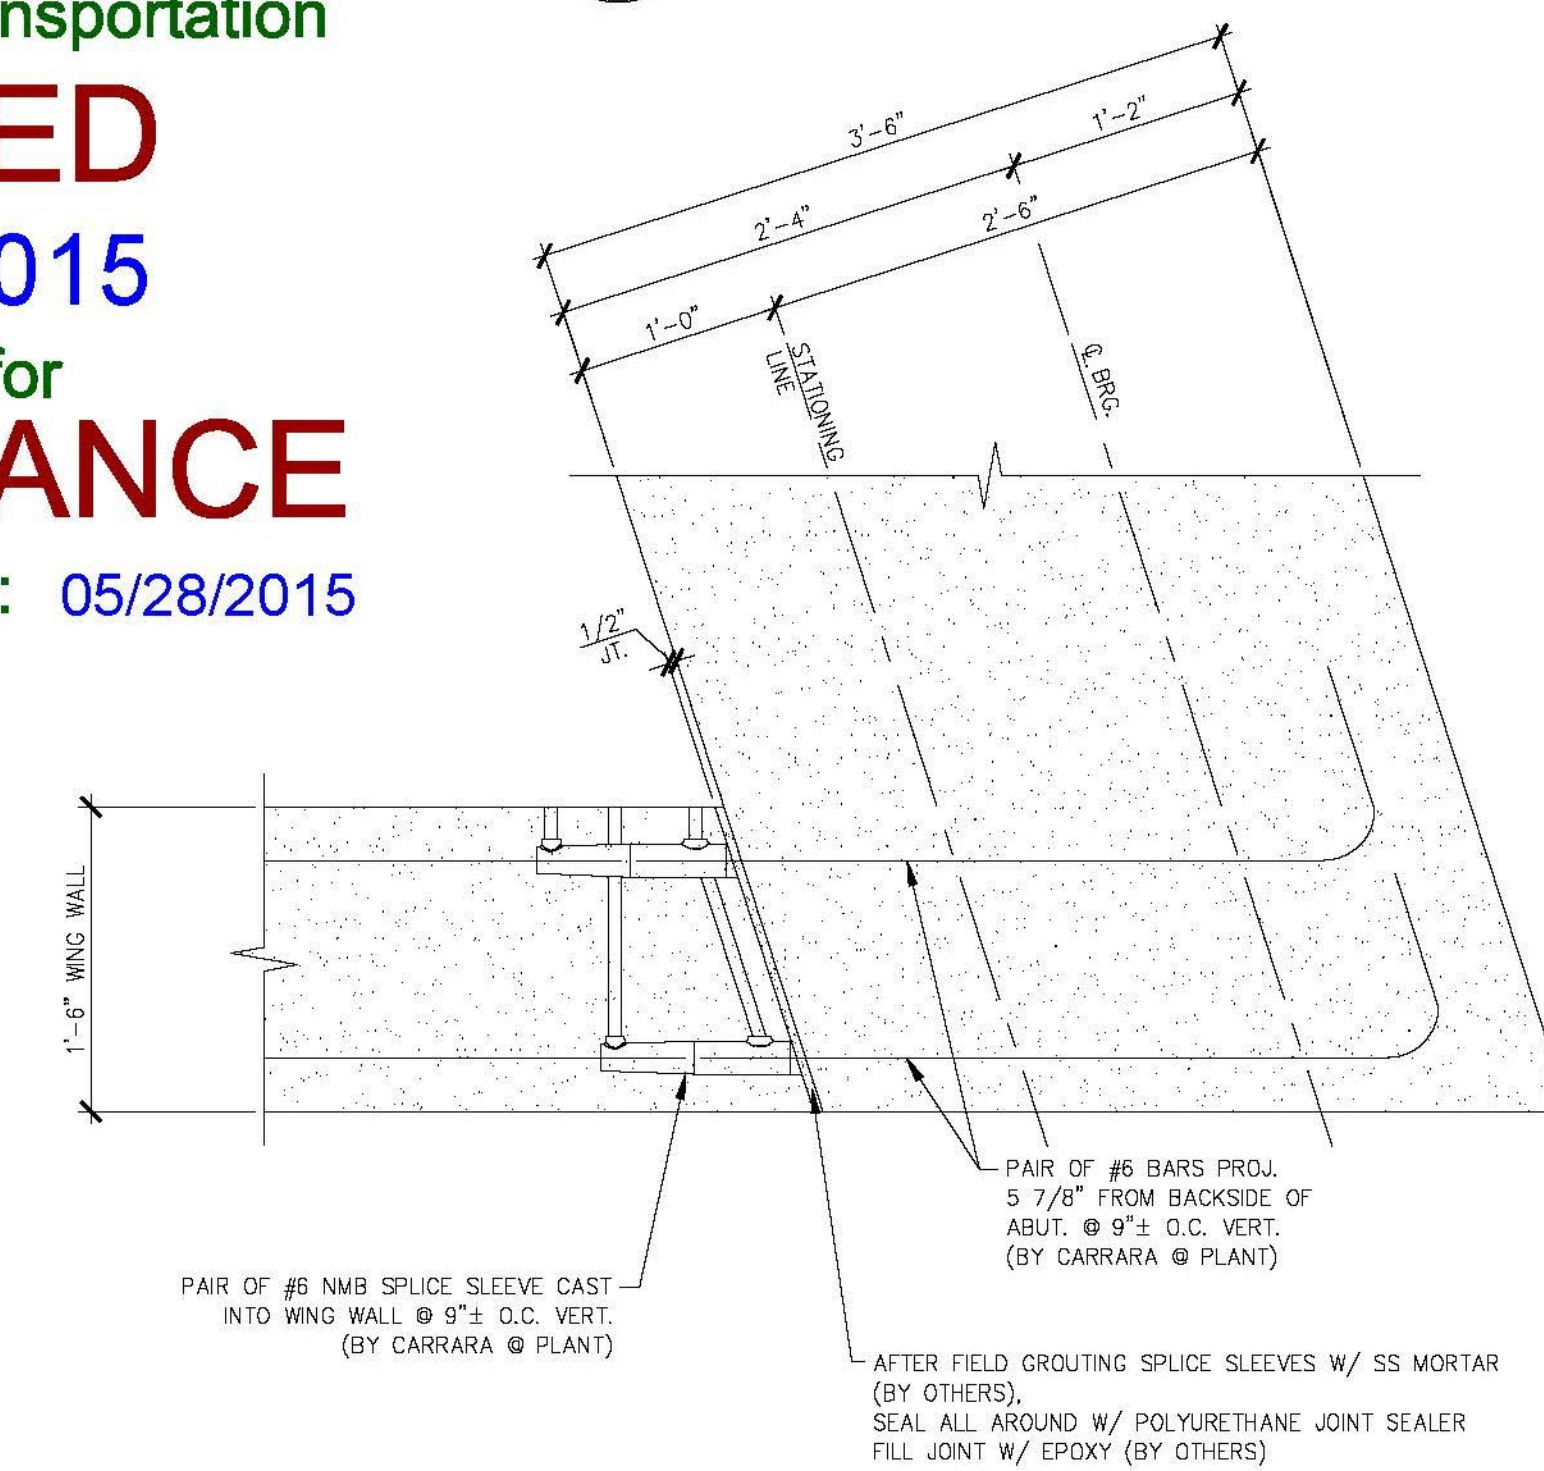 nsportation
ED
015
for
ANCE
: 05/28/2015
3'-6"
1'-2"
2'-4"
2'-6"
1'-0"
STATIONING
LINE
℄ BRG.
1/2"
JT.
1'-6" WING WALL
PAIR OF #6 BARS PROJ.
5 7/8" FROM BACKSIDE OF
ABUT. @ 9"± O.C. VERT.
(BY CARRARA @ PLANT)
PAIR OF #6 NMB SPLICE SLEEVE CAST
INTO WING WALL @ 9"± O.C. VERT.
(BY CARRARA @ PLANT)
AFTER FIELD GROUTING SPLICE SLEEVES W/ SS MORTAR
(BY OTHERS),
SEAL ALL AROUND W/ POLYURETHANE JOINT SEALER
FILL JOINT W/ EPOXY (BY OTHERS)